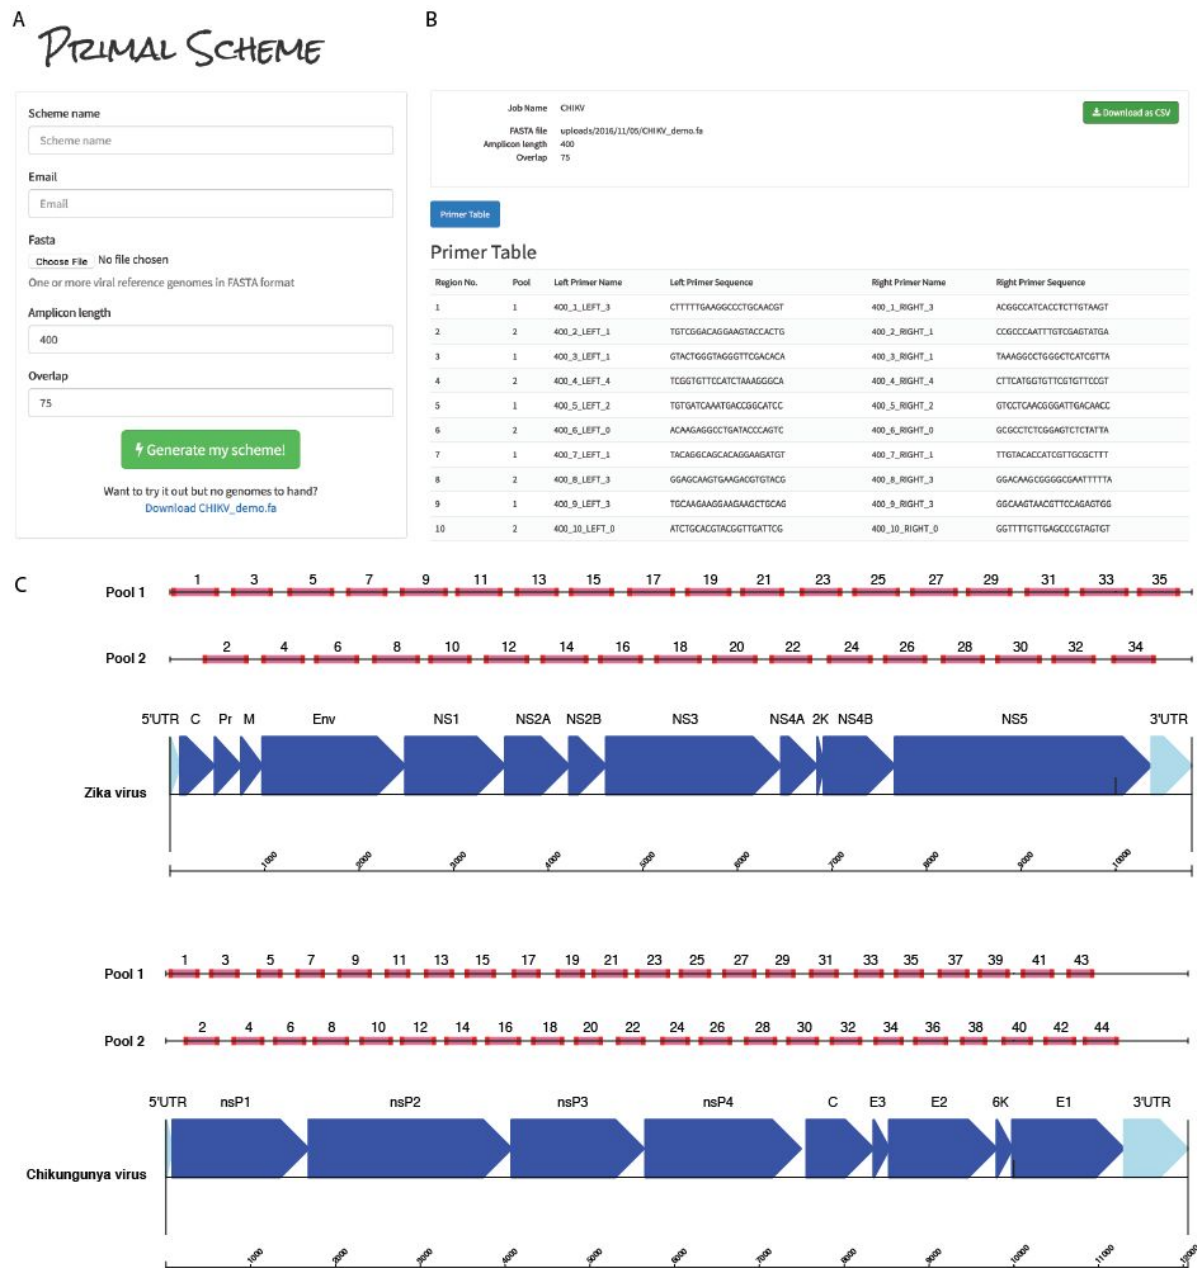 A
PRIMAL SCHEME
Scheme name
Scheme name
Email
Email
Fasta
Choose File No file chosen
One or more viral reference genomes in FASTA format
Amplicon length
400
Overlap
75
Generate my scheme!
Want to try it out but no genomes to hand?
Download CHIKV_demo.fa
B
Job Name CHIKV
FASTA file uploads/2016/11/05/CHIKV_demo.fa
Amplicon length 400
Overlap 75
Download as CSV
Primer Table
Primer Table
Region No. Pool Left Primer Name Left Primer Sequence Right Primer Name Right Primer Sequence
1 1 400_1_LEFT_3 CTTTTTGAAGGCCCTGCAACGT 400_1_RIGHT_3 ACGGCCATCACCTCTTGTAAGT
2 2 400_2_LEFT_1 TGTCGGACAGGAAGTACCACTG 400_2_RIGHT_1 CCGCCCAATTTGTCGAGTATGA
3 1 400_3_LEFT_1 GTACTGGGTAGGGTTCGACACA 400_3_RIGHT_1 TAAAGGCCTGGGCTCATCGTTA
4 2 400_4_LEFT_4 TCGGTGTTCCATCTAAAGGGCA 400_4_RIGHT_4 CTTCATGGTGTTCGTGTTCCGT
5 1 400_5_LEFT_2 TGTGATCAAATGACCGGCATCC 400_5_RIGHT_2 GTCCTCAACGGGATTGACAACC
6 2 400_6_LEFT_0 ACAAGAGGCCTGATACCCAGTC 400_6_RIGHT_0 GCGCCTCTCGGAGTCTCTATTA
7 1 400_7_LEFT_1 TACAGGCAGCACAGGAAGATGT 400_7_RIGHT_1 TTGTACACCATCGTTGCGCTTT
8 2 400_8_LEFT_3 GGAGCAAGTGAAGACGTGTACG 400_8_RIGHT_3 GGACAAGCGGGGCGAATTTTTA
9 1 400_9_LEFT_3 TGCAAGAAGGAAGAAGCTGCAG 400_9_RIGHT_3 GGCAAGTAACGTTCCAGAGTGG
10 2 400_10_LEFT_0 ATCTGCACGTACGGTTGATTCG 400_10_RIGHT_0 GGTTTTGTTGAGCCCGTAGTGT
C
Pool 1 1 3 5 7 9 11 13 15 17 19 21 23 25 27 29 31 33 35
Pool 2 2 4 6 8 10 12 14 16 18 20 22 24 26 28 30 32 34
5'UTR C Pr M Env NS1 NS2A NS2B NS3 NS4A 2K NS4B NS5 3'UTR
Zika virus
1000 2000 3000 4000 5000 6000 7000 8000 9000 10000
Pool 1 1 3 5 7 9 11 13 15 17 19 21 23 25 27 29 31 33 35 37 39 41 43
Pool 2 2 4 6 8 10 12 14 16 18 20 22 24 26 28 30 32 34 36 38 40 42 44
5'UTR nsP1 nsP2 nsP3 nsP4 C E3 E2 6K E1 3'UTR
Chikungunya virus
1000 2000 3000 4000 5000 6000 7000 8000 9000 10000 11000 12000